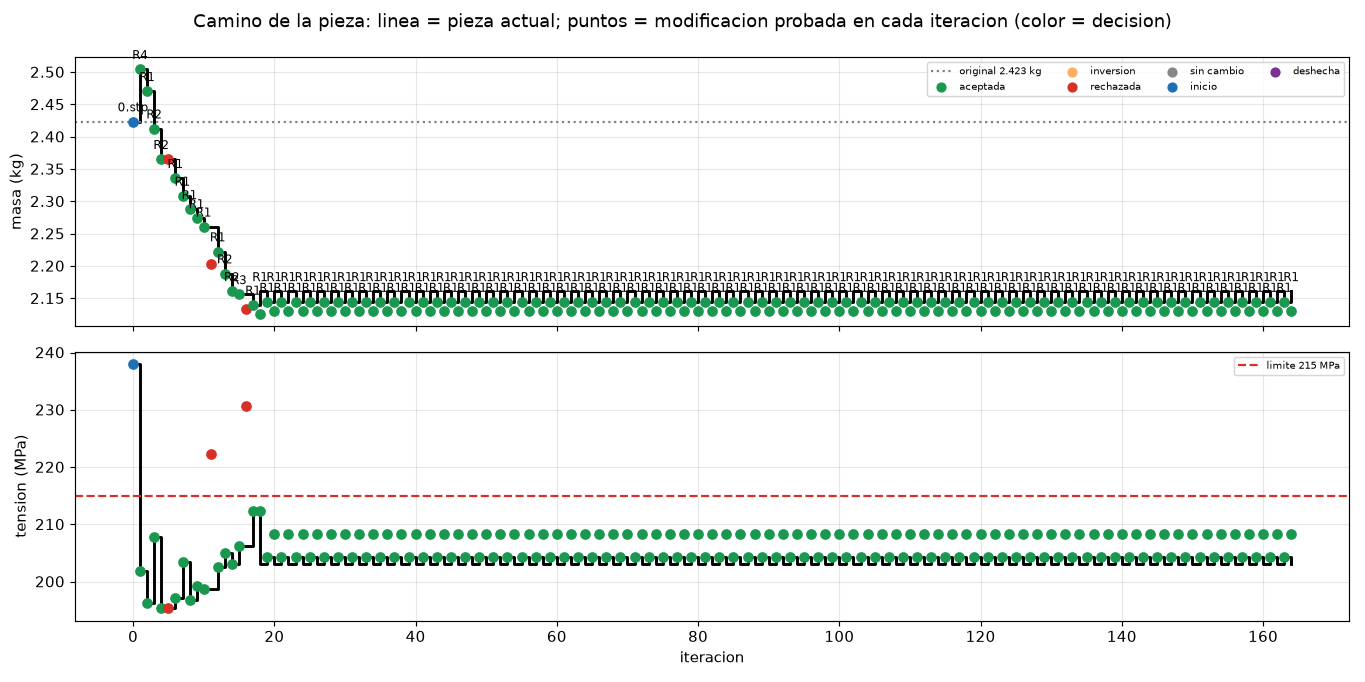 Camino de la pieza: linea = pieza actual; puntos = modificacion probada en cada iteracion (color = decision)
original 2.423 kg
aceptada
inversion
rechazada
sin cambio
inicio
deshecha
masa (kg)
2.50
2.45
2.40
2.35
2.30
2.25
2.20
2.15
R4
R1
0.stp
R2
R2
R1
R1
R1
R1
R1
R1
R2
R3
R1
R1R1R1R1R1R1R1R1R1R1R1R1R1R1R1R1R1R1R1R1R1R1R1R1R1R1R1R1R1R1R1R1R1R1R1R1R1R1R1R1R1R1R1R1R1R1R1R1R1R1R1R1R1R1R1R1R1R1R1R1R1R1R1R1R1R1R1R1R1R1R1R1R1R1
tensión (MPa)
240
230
220
210
200
limite 215 MPa
0
20
40
60
80
100
120
140
160
iteracion